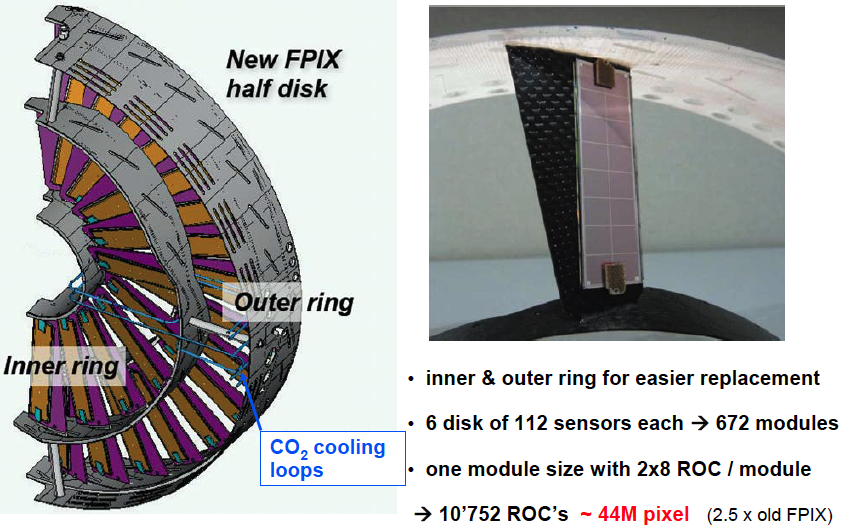 New FPIX
half disk
Outer ring
Inner ring
CO₂ cooling
loops
• inner & outer ring for easier replacement
• 6 disk of 112 sensors each → 672 modules
• one module size with 2x8 ROC / module
→ 10'752 ROC's ~ 44M pixel (2.5 x old FPIX)